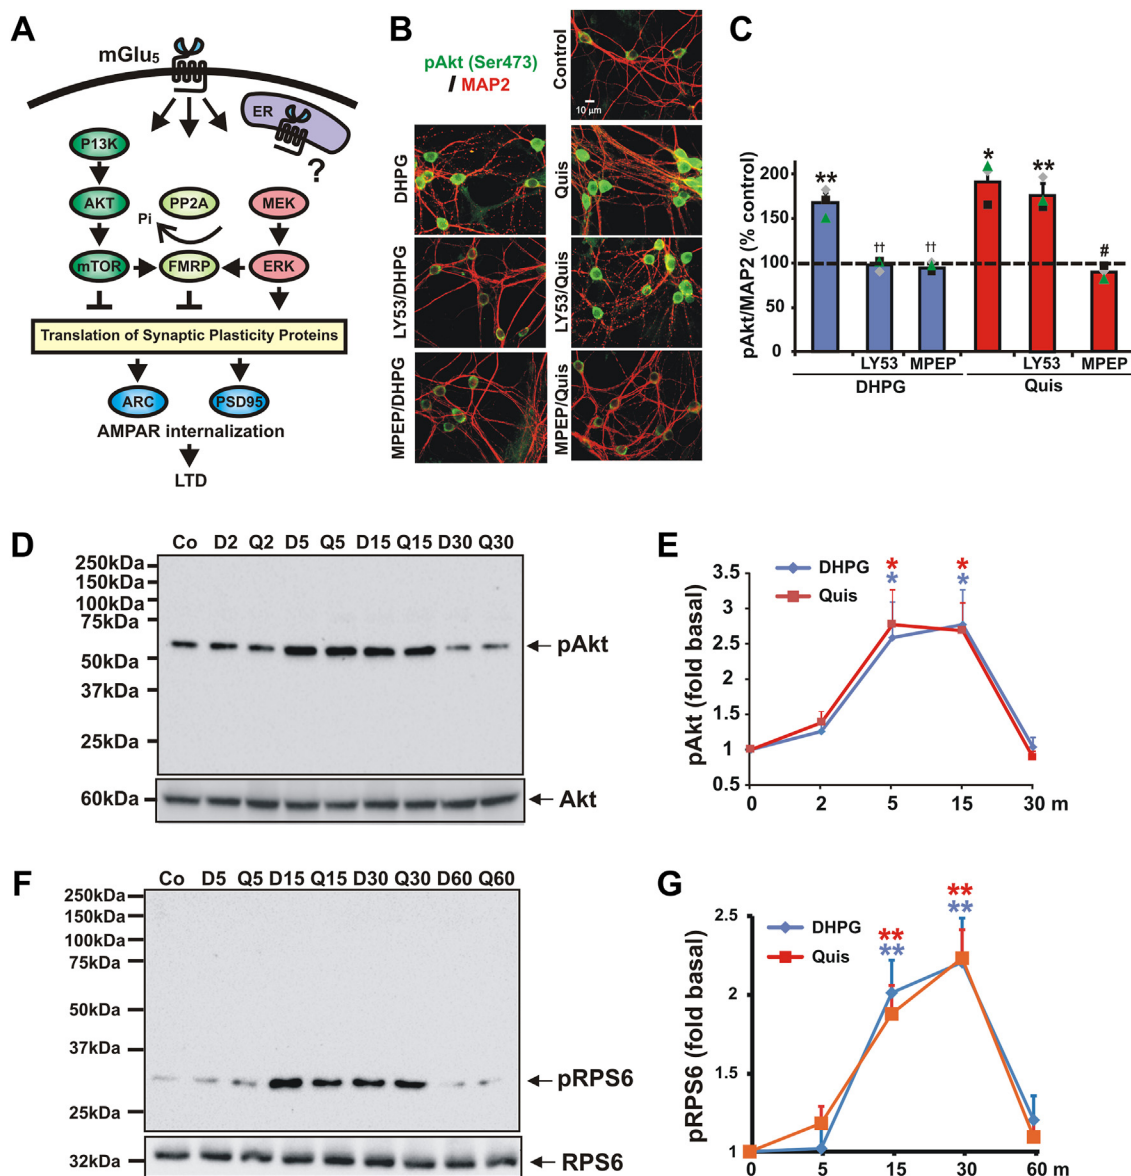 A
mGlu5
ER
?
P13K
AKT
PP2A
MEK
Pi
mTOR
FMRP
ERK
Translation of Synaptic Plasticity Proteins
ARC
PSD95
AMPAR internalization
LTD
B
pAkt (Ser473)
/ MAP2
Control
10 µm
DHPG
Quis
LY53/DHPG
LY53/Quis
MPEP/DHPG
MPEP/Quis
C
pAkt/MAP2 (% control)
200
150
100
50
0
**
††
††
*
**
#
LY53 MPEP LY53 MPEP
DHPG Quis
D
Co D2 Q2 D5 Q5 D15 Q15 D30 Q30
250kDa
150kDa
100kDa
75kDa
50kDa
37kDa
25kDa
pAkt
60kDa
Akt
E
pAkt (fold basal)
3.5
3
2.5
2
1.5
1
0.5
DHPG
Quis
* *
* *
0 2 5 15 30 m
F
Co D5 Q5 D15 Q15 D30 Q30 D60 Q60
250kDa
150kDa
100kDa
75kDa
50kDa
37kDa
25kDa
pRPS6
32kDa
RPS6
G
pRPS6 (fold basal)
2.5
2
1.5
1
DHPG
Quis
** **
** **
0 5 15 30 60 m